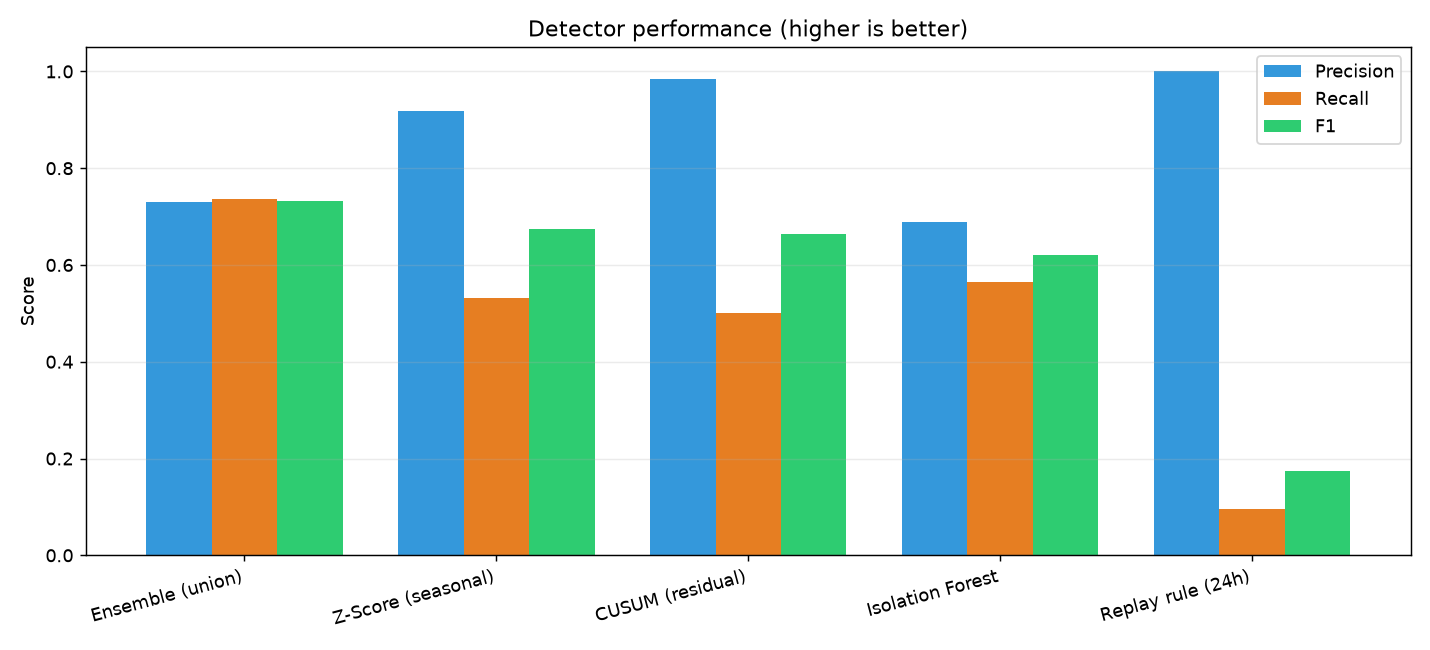 Detector performance (higher is better)
Precision
Recall
F1
1.0
0.8
0.6
0.4
0.2
0.0
Score
Ensemble (union)
Z-Score (seasonal)
CUSUM (residual)
Isolation Forest
Replay rule (24h)